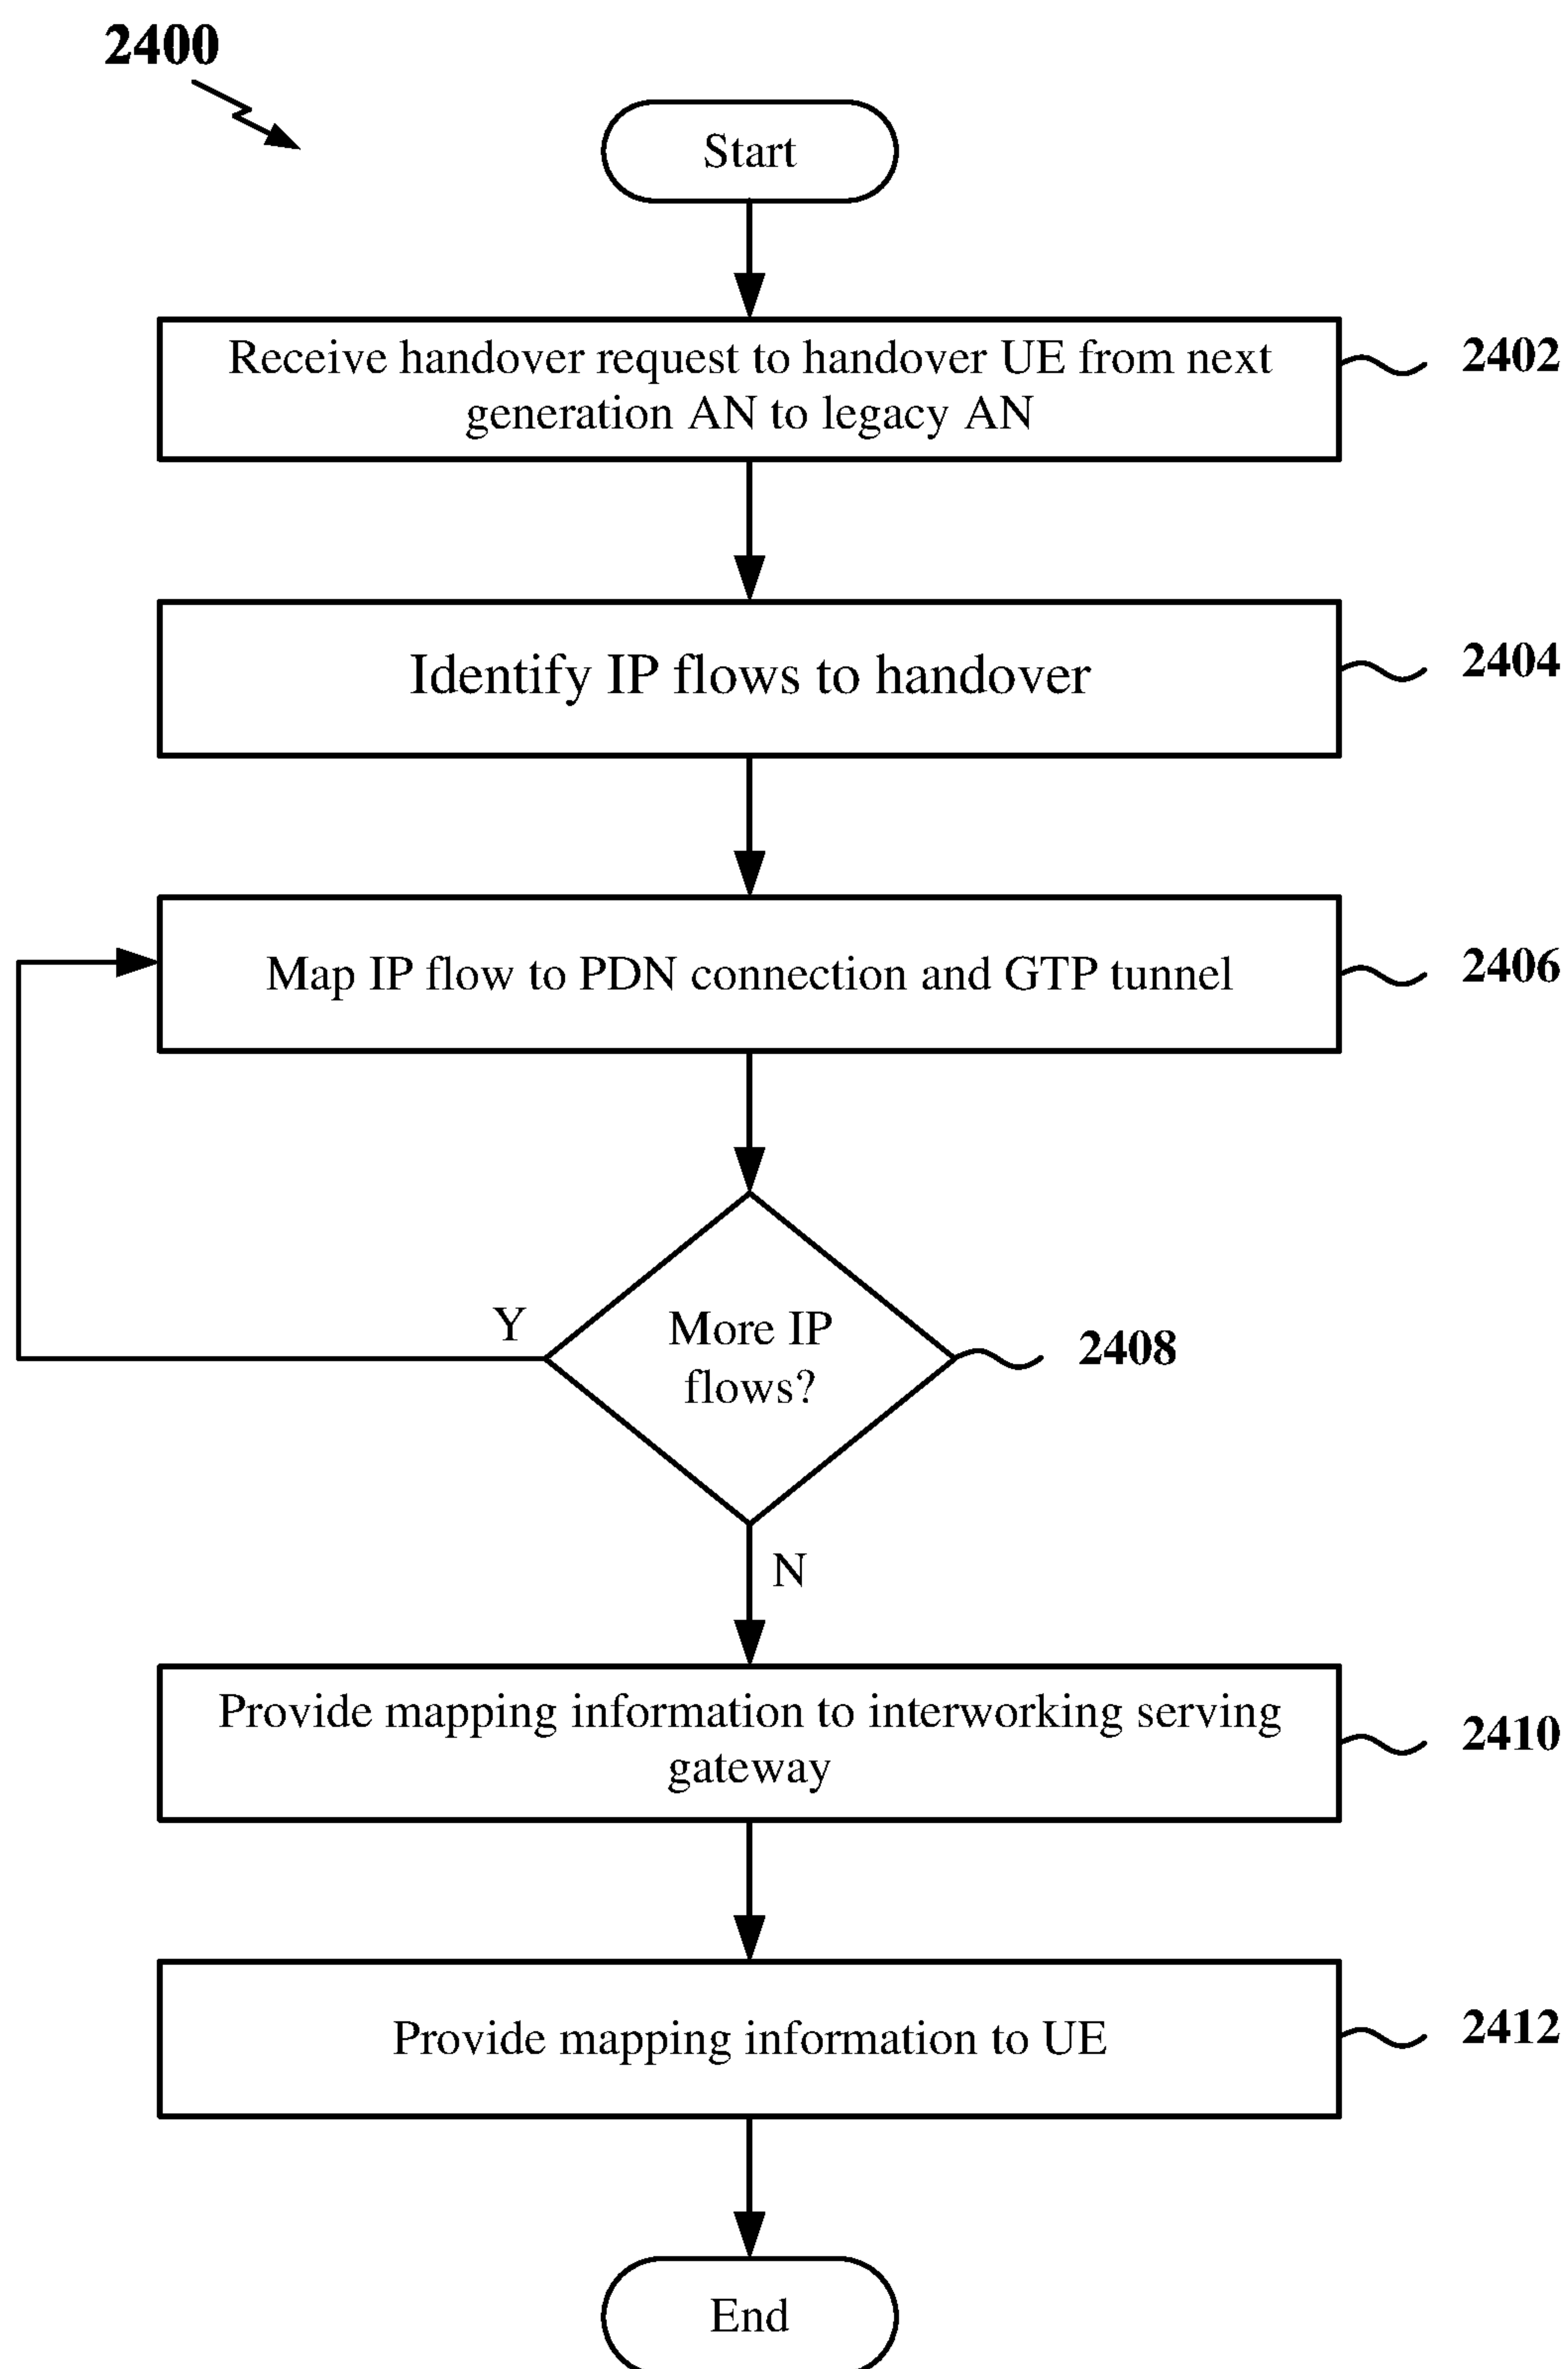 2400
Start
Receive handover request to handover UE from next
generation AN to legacy AN
2402
Identify IP flows to handover
2404
Map IP flow to PDN connection and GTP tunnel
2406
Y
More IP
flows?
2408
N
Provide mapping information to interworking serving
gateway
2410
Provide mapping information to UE
2412
End